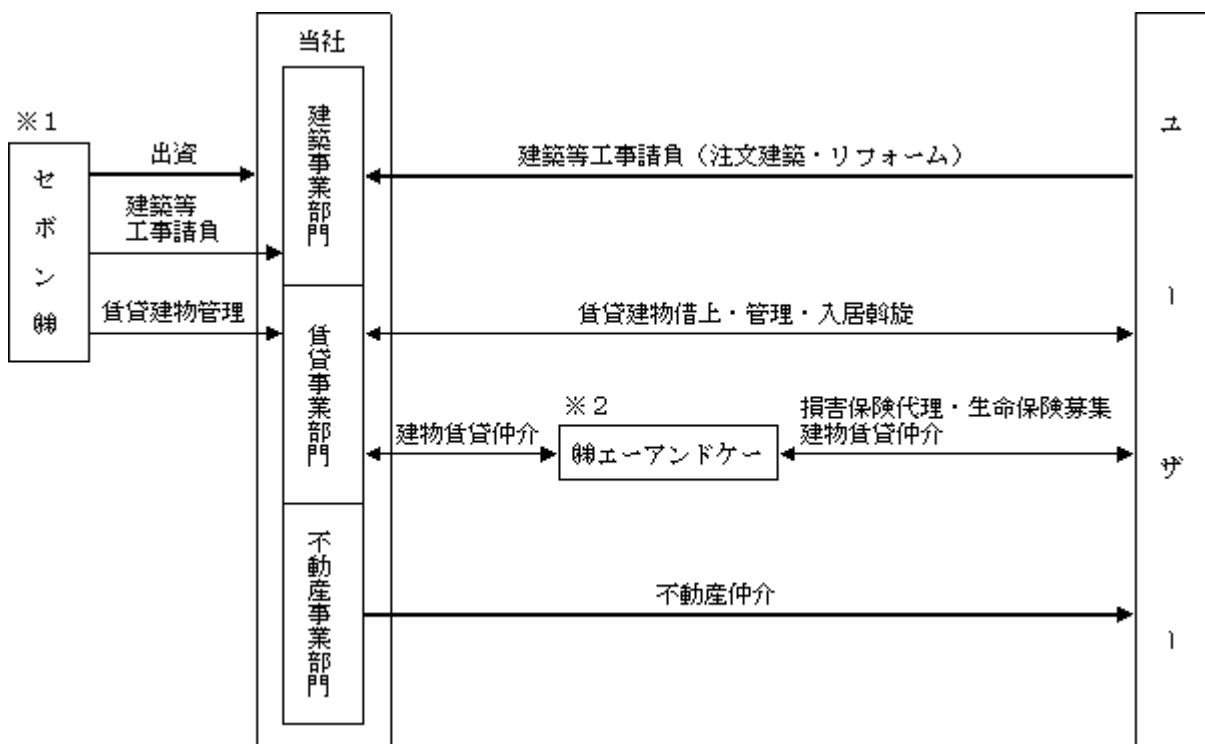 当社
※１
セボン㈱
出資
建築等
工事請負
賃貸建物管理
建築事業部門
賃貸事業部門
不動産事業部門
建築等工事請負（注文建築・リフォーム）
賃貸建物借上・管理・入居斡旋
建物賃貸仲介
※２
㈱エーアンドケー
損害保険代理・生命保険募集
建物賃貸仲介
不動産仲介
ユーザー